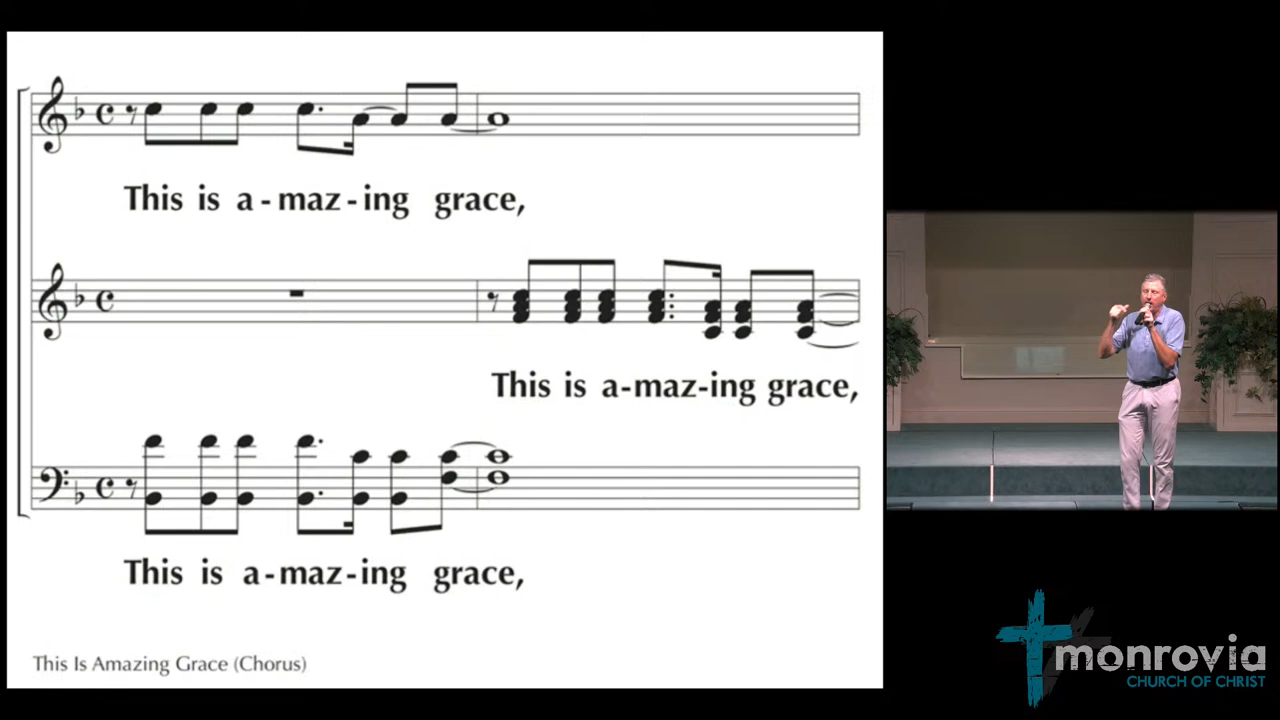 This is a - maz - ing grace,
This is a-maz-ing grace,
This is a-maz-ing grace,
This Is Amazing Grace (Chorus)
monrovia
CHURCH OF CHRIST